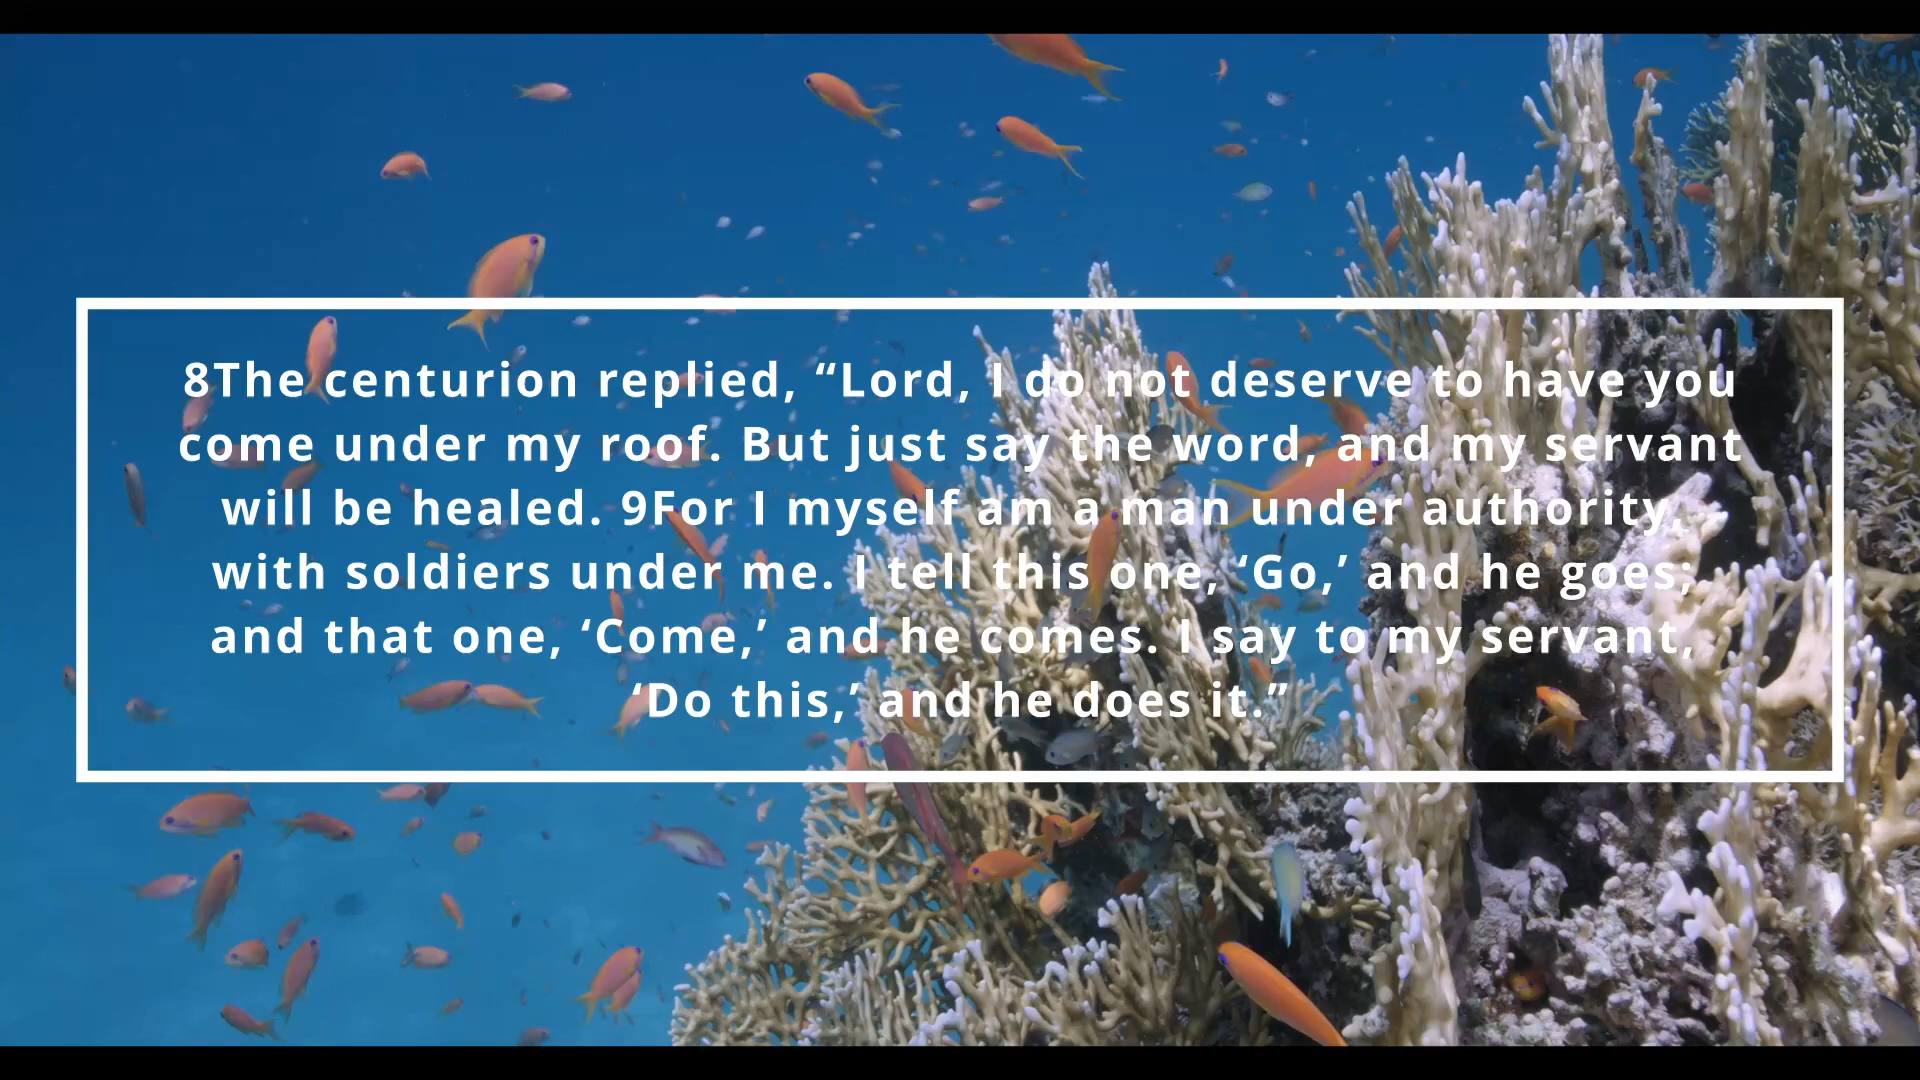 8The centurion replied, “Lord, I do not deserve to have you
come under my roof. But just say the word, and my servant
will be healed. 9For I myself am a man under authority,
with soldiers under me. I tell this one, ‘Go,’ and he goes;
and that one, ‘Come,’ and he comes. I say to my servant,
‘Do this,’ and he does it.”